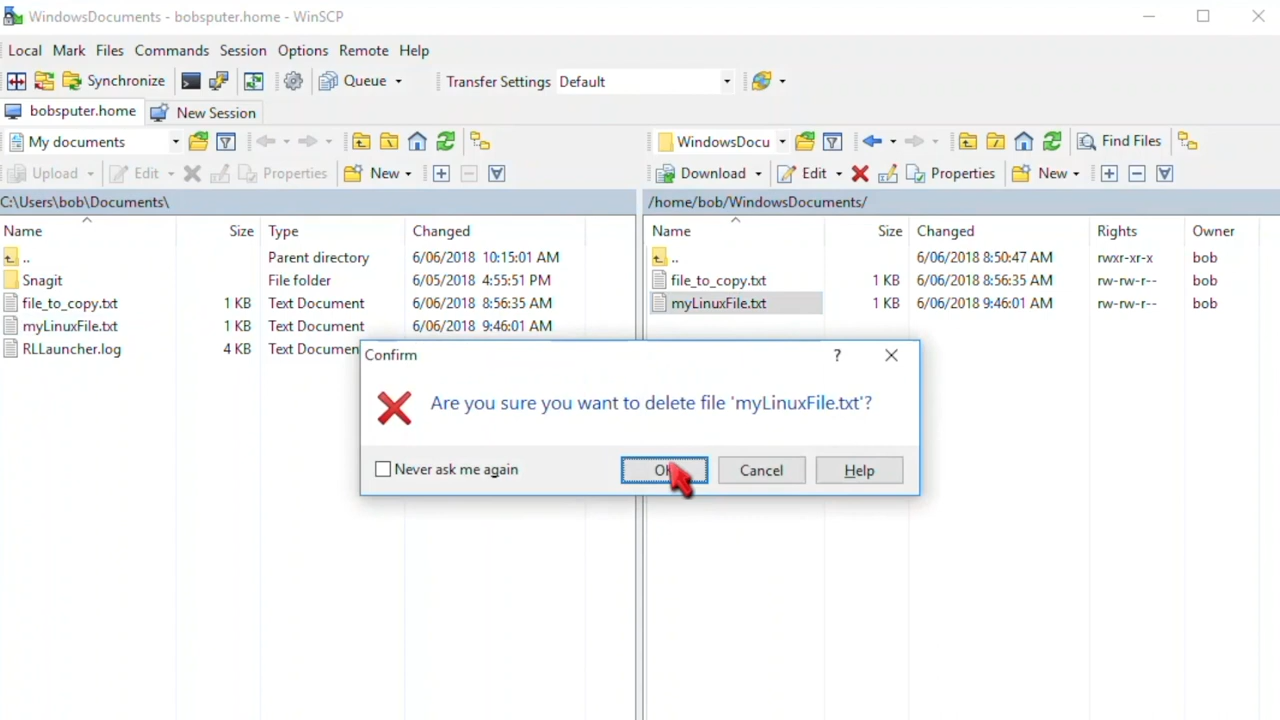 WindowsDocuments - bobsputer.home - WinSCP
Local Mark Files Commands Session Options Remote Help
Synchronize Queue Transfer Settings Default
bobsputer.home New Session
My documents WindowsDocu Find Files
Upload Edit Properties New Download Edit Properties New
C:\Users\bob\Documents\ /home/bob/WindowsDocuments/
Name Size Type Changed Name Size Changed Rights Owner
.. Parent directory 6/06/2018 10:15:01 AM .. 6/06/2018 8:50:47 AM rwxr-xr-x bob
Snagit File folder 6/05/2018 4:55:51 PM file_to_copy.txt 1 KB 6/06/2018 8:56:35 AM rw-rw-r-- bob
file_to_copy.txt 1 KB Text Document 6/06/2018 8:56:35 AM myLinuxFile.txt 1 KB 6/06/2018 9:46:01 AM rw-rw-r-- bob
myLinuxFile.txt 1 KB Text Document 6/06/2018 9:46:01 AM
RLLauncher.log 4 KB Text Documen
Confirm ?
Are you sure you want to delete file 'myLinuxFile.txt'?
Never ask me again OK Cancel Help